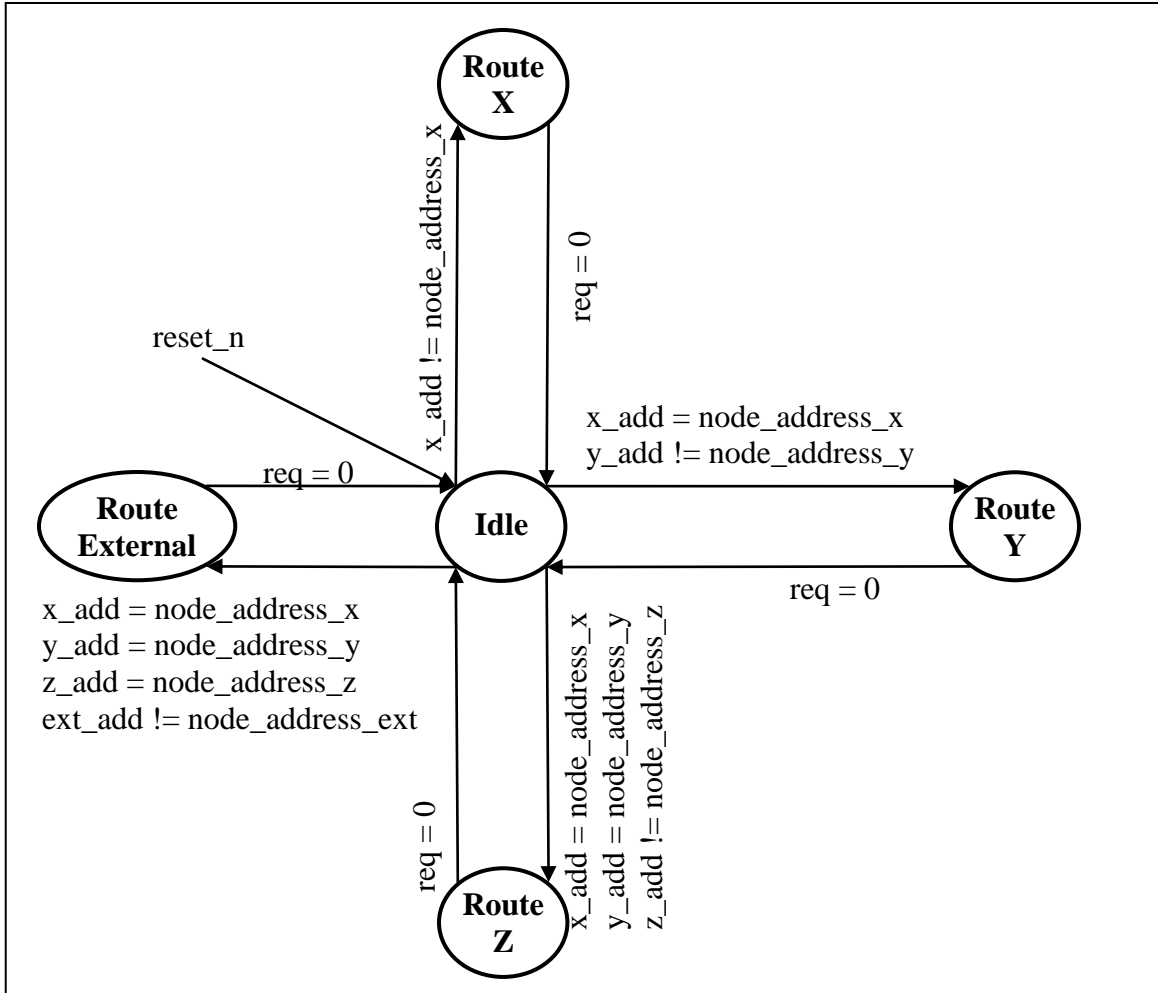 Route
X
x_add != node_address_x
req = 0
reset_n
x_add = node_address_x
y_add != node_address_y
req = 0
Route
External
Idle
Route
Y
req = 0
x_add = node_address_x
y_add = node_address_y
z_add = node_address_z
ext_add != node_address_ext
x_add = node_address_x
y_add = node_address_y
z_add != node_address_z
req = 0
Route
Z